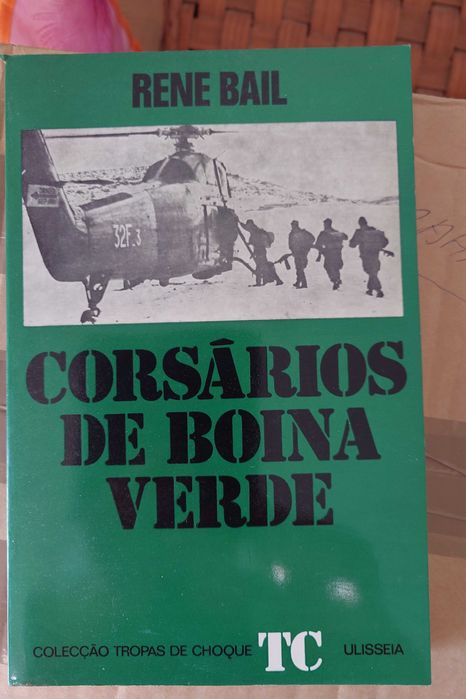 RENE BAIL
32F.3
CORSÁRIOS
DE BOINA
VERDE
COLECÇÃO TROPAS DE CHOQUE TC ULISSEIA